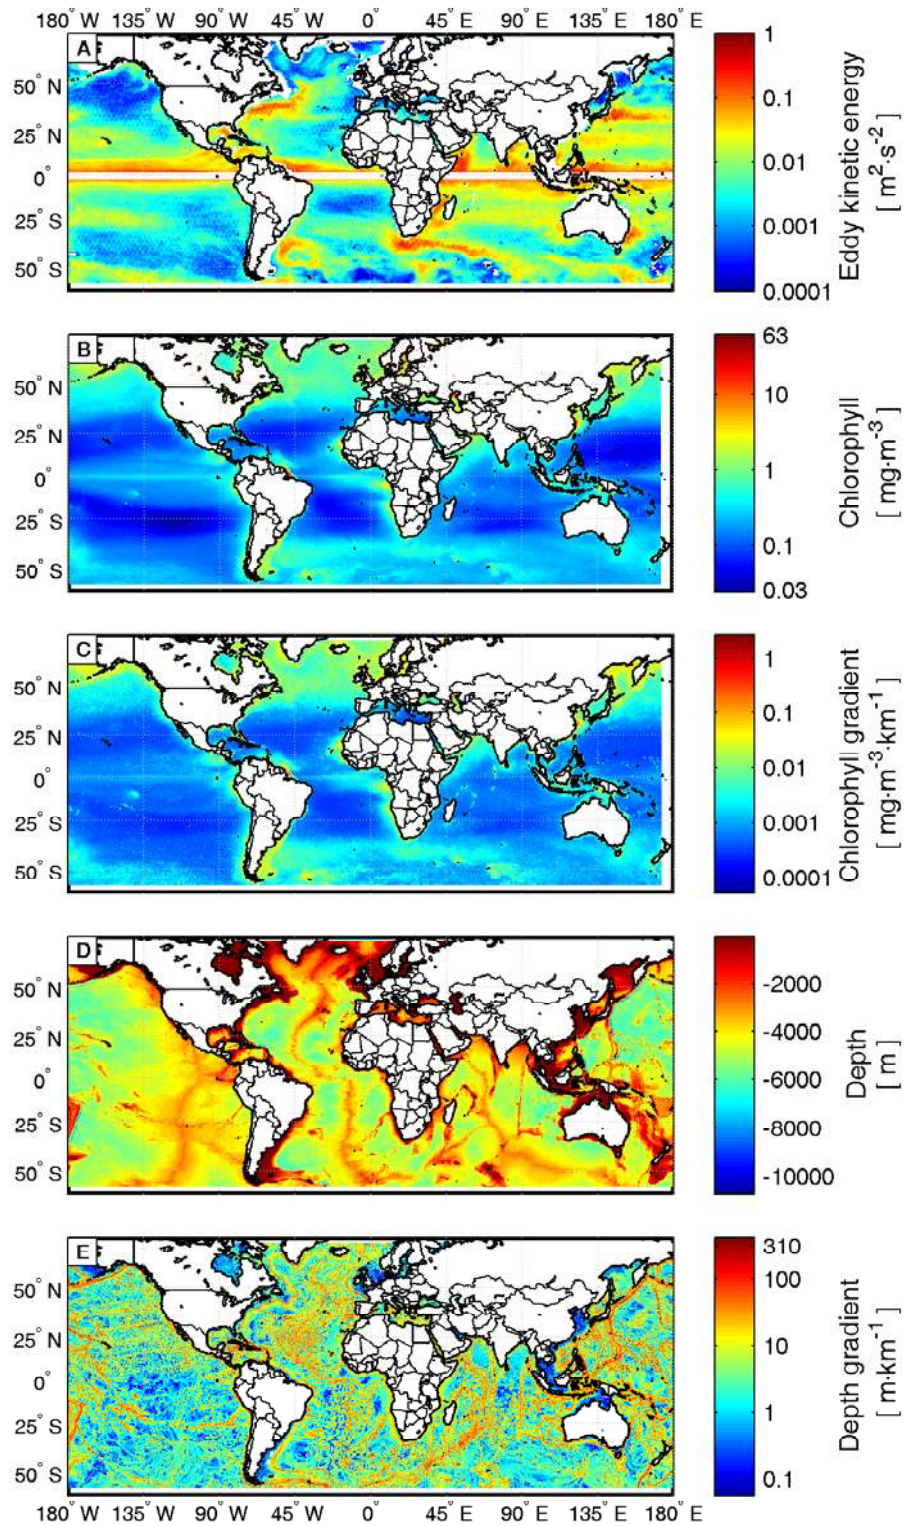 180° W 135° W 90° W 45° W 0° 45° E 90° E 135° E 180° E
A
50° N
25° N
0°
25° S
50° S
1
0.1
0.01
0.001
0.0001
Eddy kinetic energy
[ m²·s⁻² ]
B
50° N
25° N
0°
25° S
50° S
63
10
1
0.1
0.03
Chlorophyll
[ mg·m⁻³ ]
C
50° N
25° N
0°
25° S
50° S
1
0.1
0.01
0.001
0.0001
Chlorophyll gradient
[ mg·m⁻³·km⁻¹ ]
D
50° N
25° N
0°
25° S
50° S
-2000
-4000
-6000
-8000
-10000
Depth
[ m ]
E
50° N
25° N
0°
25° S
50° S
310
100
10
1
0.1
Depth gradient
[ m·km⁻¹ ]
180° W 135° W 90° W 45° W 0° 45° E 90° E 135° E 180° E